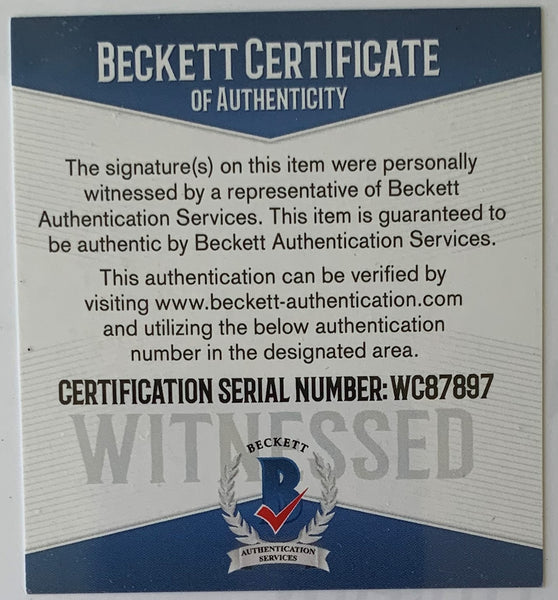 BECKETT CERTIFICATE
OF AUTHENTICITY
The signature(s) on this item were personally
witnessed by a representative of Beckett
Authentication Services. This item is guaranteed to
be authentic by Beckett Authentication Services.
This authentication can be verified by
visiting www.beckett-authentication.com
and utilizing the below authentication
number in the designated area.
CERTIFICATION SERIAL NUMBER: WC87897
WITNESSED
BECKETT
B
AUTHENTICATION
SERVICES